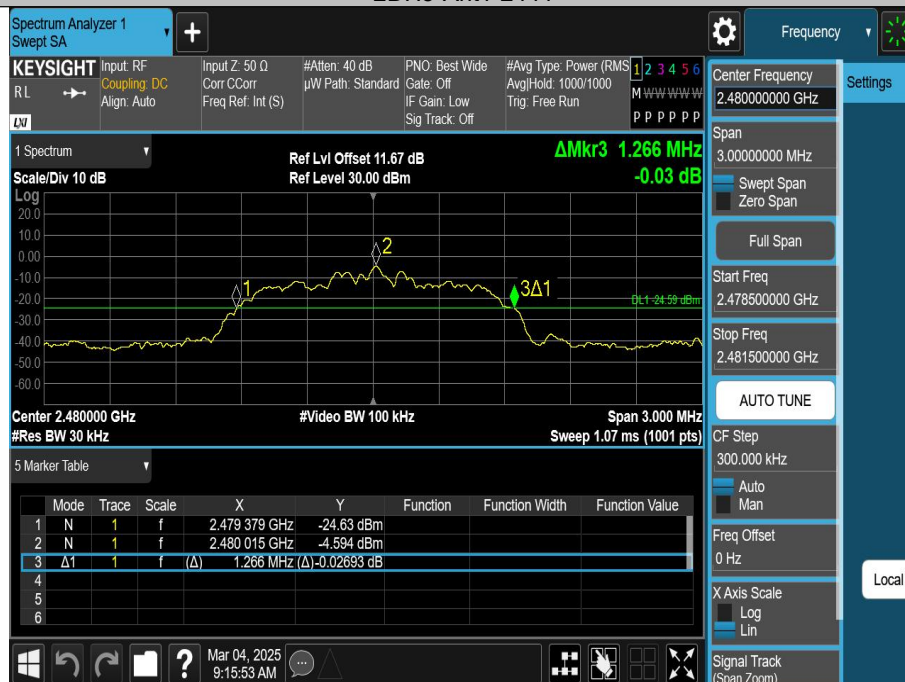 Spectrum Analyzer 1
Swept SA
+
Frequency
KEYSIGHT
RL
LXI
Input: RF
Coupling: DC
Align: Auto
Input Z: 50 Ω
Corr CCorr
Freq Ref: Int (S)
#Atten: 40 dB
µW Path: Standard
PNO: Best Wide
Gate: Off
IF Gain: Low
Sig Track: Off
#Avg Type: Power (RMS
Avg|Hold: 1000/1000
Trig: Free Run
1 2 3 4 5 6
M W W W W W
P P P P P P
1 Spectrum
Scale/Div 10 dB
Ref Lvl Offset 11.67 dB
Ref Level 30.00 dBm
ΔMkr3 1.266 MHz
-0.03 dB
Log
20.0
10.0
0.00
-10.0
-20.0
-30.0
-40.0
-50.0
-60.0
1
2
3Δ1
DL1 -24.59 dBm
Center 2.480000 GHz
#Video BW 100 kHz
Span 3.000 MHz
#Res BW 30 kHz
Sweep 1.07 ms (1001 pts)
5 Marker Table
Mode Trace Scale X Y Function Function Width Function Value
1 N 1 f 2.479 379 GHz -24.63 dBm
2 N 1 f 2.480 015 GHz -4.594 dBm
3 Δ1 1 f (Δ) 1.266 MHz (Δ) -0.02693 dB
4
5
6
?
Mar 04, 2025
9:15:53 AM
Center Frequency
2.480000000 GHz
Settings
Span
3.00000000 MHz
Swept Span
Zero Span
Full Span
Start Freq
2.478500000 GHz
Stop Freq
2.481500000 GHz
AUTO TUNE
CF Step
300.000 kHz
Auto
Man
Freq Offset
0 Hz
Local
X Axis Scale
Log
Lin
Signal Track
(Span Zoom)